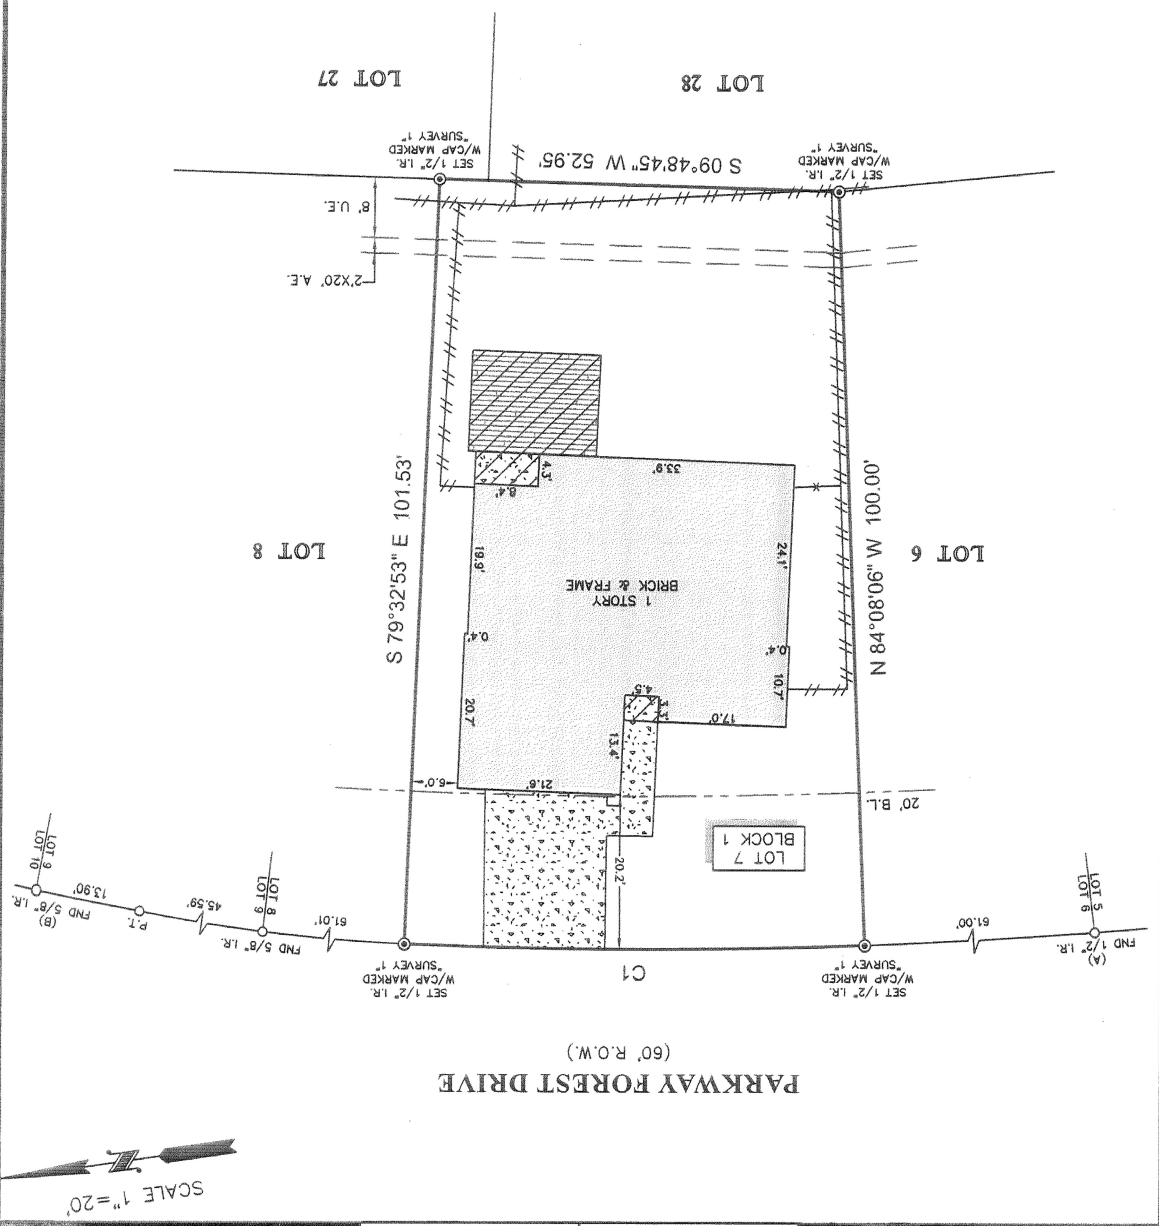 SCALE 1"=20'
PARKWAY FOREST DRIVE
(60' R.O.W.)
C1
(A)
FND 1/2" I.R.
LOT 5
LOT 6
61.00'
SET 1/2" I.R.
W/CAP MARKED
"SURVEY 1"
SET 1/2" I.R.
W/CAP MARKED
"SURVEY 1"
61.01'
FND 5/8" I.R.
LOT 8
LOT 9
45.59'
P.T.
13.90'
(B)
FND 5/8" I.R.
LOT 9
LOT 10
20.2'
LOT 7
BLOCK 1
20' B.L.
21.6'
13.4'
17.0'
3.3'
4.5'
10.7'
0.4'
24.1'
20.7'
0.4'
19.9'
1 STORY
BRICK & FRAME
LOT 6
LOT 8
N 84°08'06" W 100.00'
S 79°32'53" E 101.53'
33.9'
8.4'
4.3'
2'X20' A.E.
8' U.E.
S 09°48'45" W 52.95'
SET 1/2" I.R.
W/CAP MARKED
"SURVEY 1"
SET 1/2" I.R.
W/CAP MARKED
"SURVEY 1"
LOT 28
LOT 27